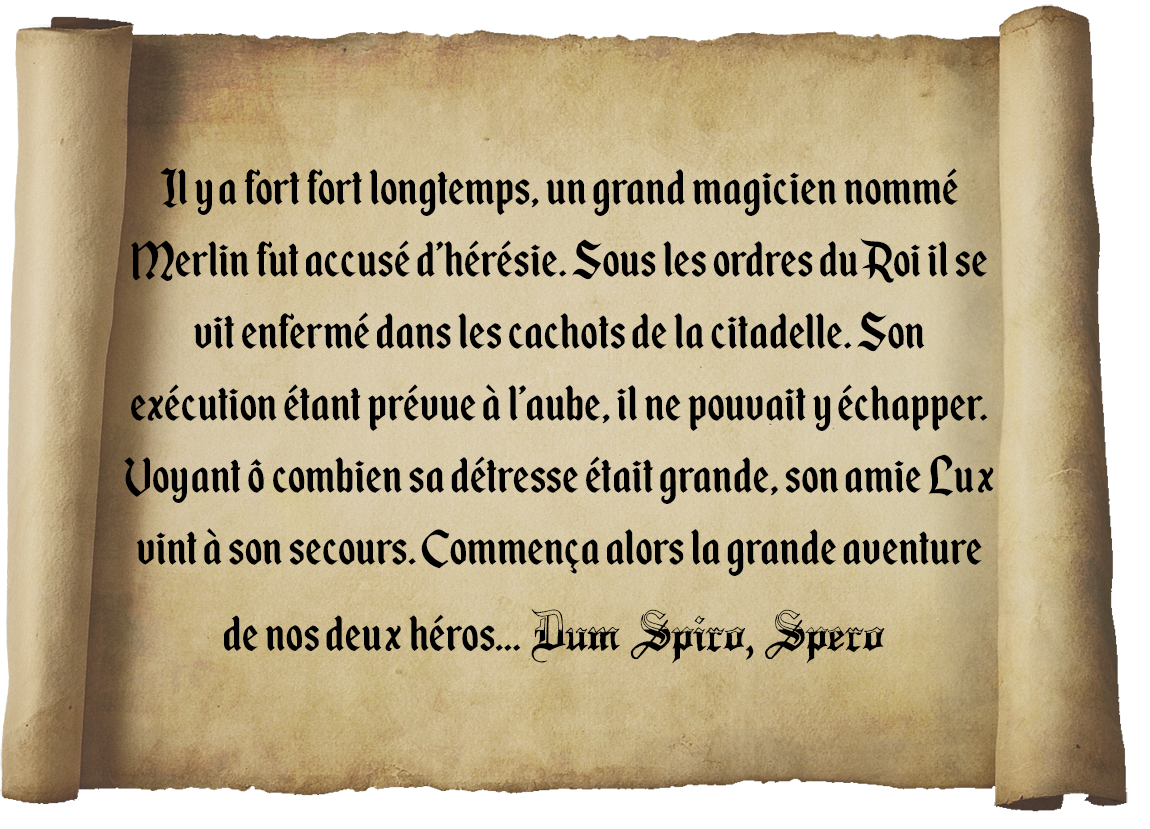 Il y a fort fort longtemps, un grand magicien nommé
Merlin fut accusé d'hérésie. Sous les ordres du Roi il se
vit enfermé dans les cachots de la citadelle. Son
exécution étant prévue à l'aube, il ne pouvait y échapper.
Voyant ô combien sa détresse était grande, son amie Lux
vint à son secours. Commença alors la grande aventure
de nos deux héros... Dum Spiro, Spero